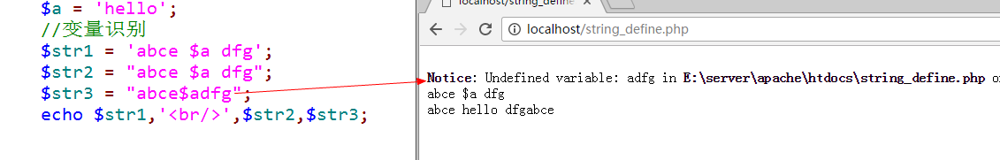 $a = 'hello';
//变量识别
$str1 = 'abce $a dfg';
$str2 = "abce $a dfg";
$str3 = "abce$adfg";
echo $str1,'<br/>',$str2,$str3;
localhost/string_define.
localhost/string_define.php
Notice: Undefined variable: adfg in E:\server\apache\htdocs\string_define.php o
abce $a dfg
abce hello dfgabce